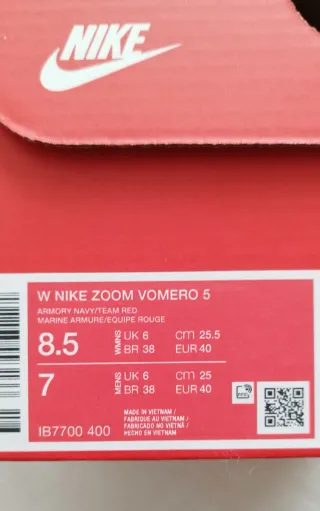 NIKE
W NIKE ZOOM VOMERO 5
ARMORY NAVY/TEAM RED
MARINE ARMURE/EQUIPE ROUGE
8.5 WMNS UK 6 cm 25.5
BR 38 EUR 40
7 MENS UK 6 cm 25
BR 38 EUR 40
MADE IN VIETNAM /
FABRIQUE AU VIETNAM /
FABRICADO NO VIETNÃ /
HECHO EN VIETNAM
IB7700 400